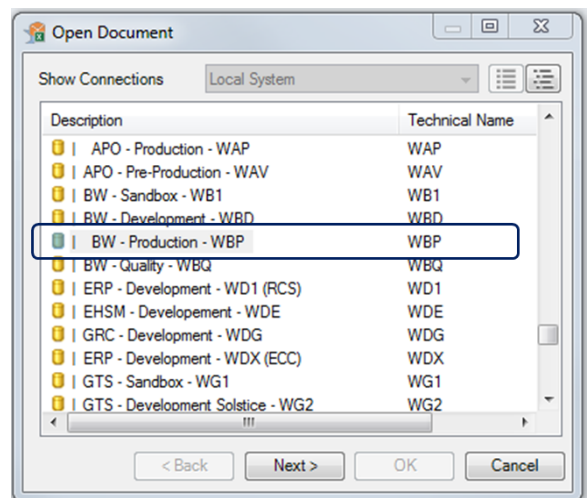 Open Document
Show Connections Local System
Description Technical Name
| APO - Production - WAP WAP
| APO - Pre-Production - WAV WAV
| BW - Sandbox - WB1 WB1
| BW - Development - WBD WBD
| BW - Production - WBP WBP
| BW - Quality - WBQ WBQ
| ERP - Development - WD1 (RCS) WD1
| EHSM - Developement - WDE WDE
| GRC - Development - WDG WDG
| ERP - Development - WDX (ECC) WDX
| GTS - Sandbox - WG1 WG1
| GTS - Development Solstice - WG2 WG2
< Back Next > OK Cancel